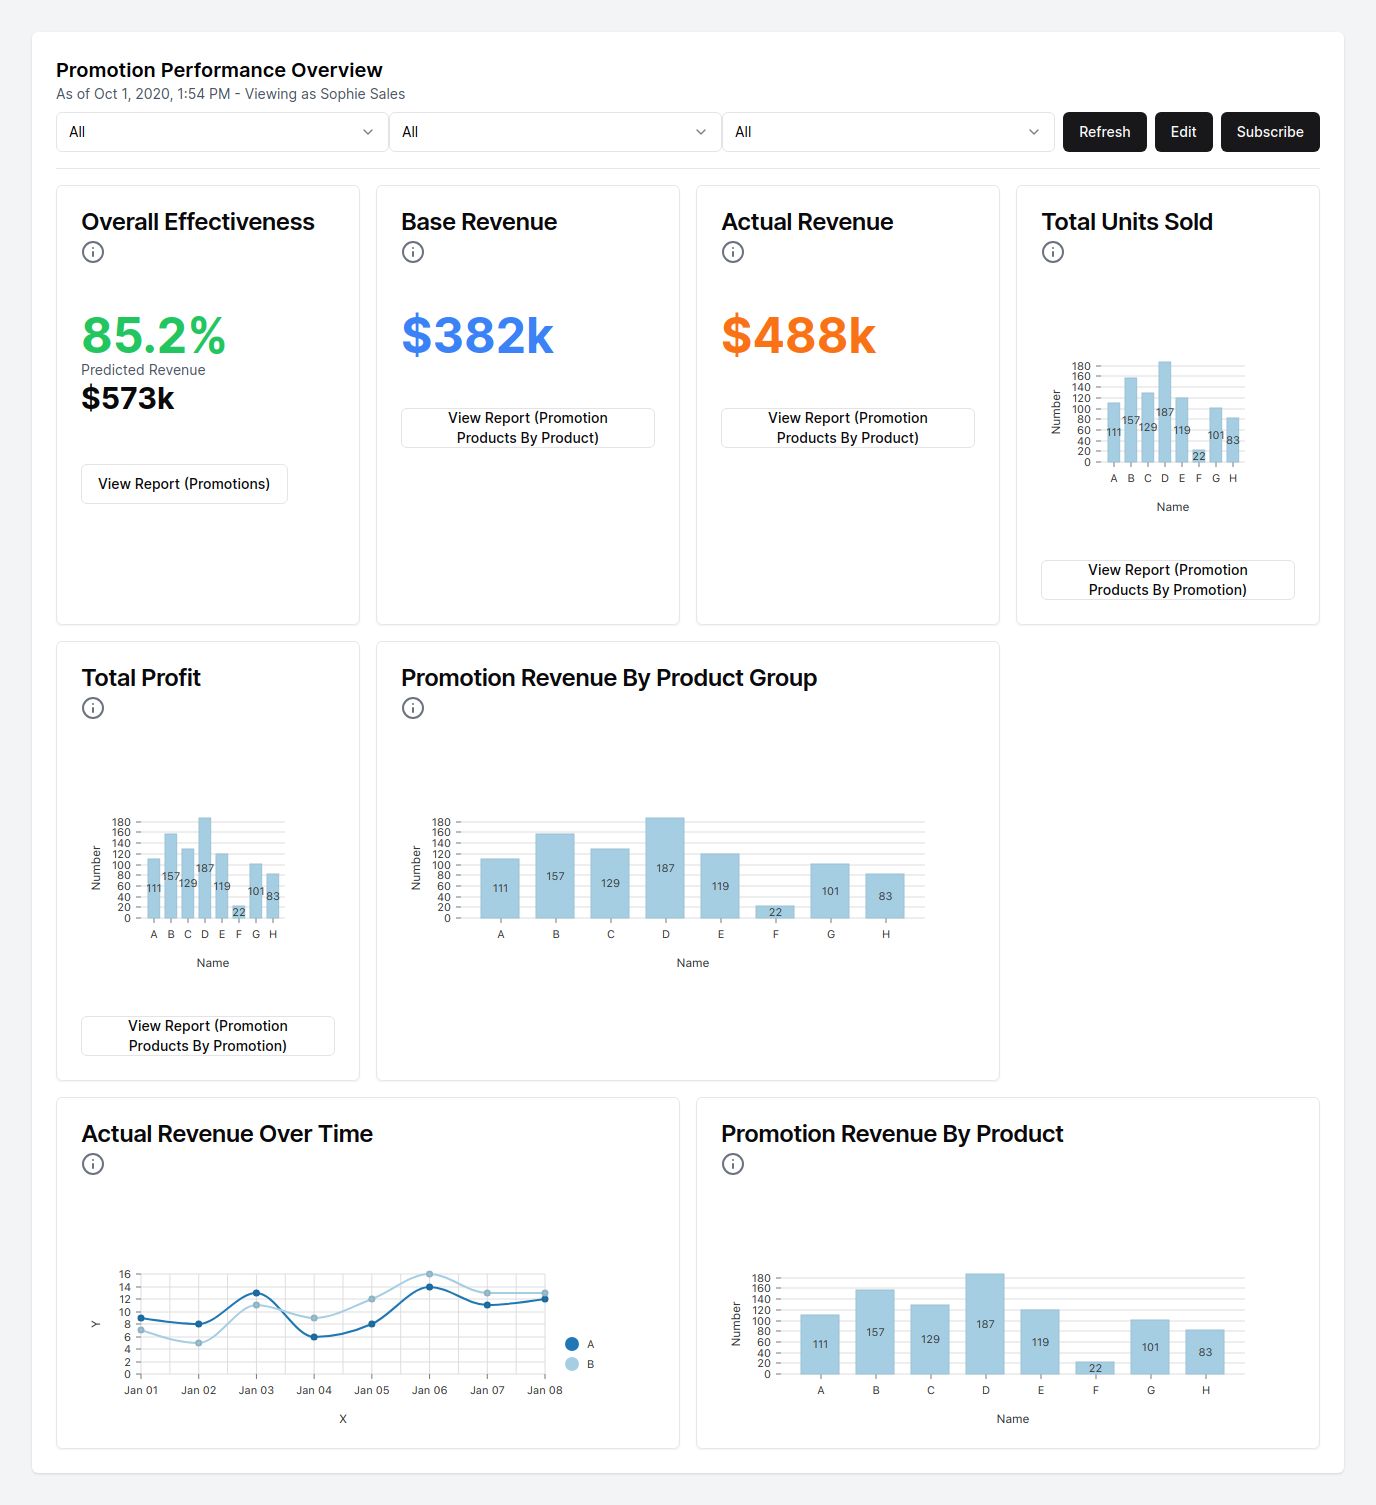 Promotion Performance Overview
As of Oct 1, 2020, 1:54 PM - Viewing as Sophie Sales
All
All
All
Refresh
Edit
Subscribe
Overall Effectiveness
85.2%
Predicted Revenue
$573k
View Report (Promotions)
Base Revenue
$382k
View Report (Promotion
Products By Product)
Actual Revenue
$488k
View Report (Promotion
Products By Product)
Total Units Sold
180
160
140
120
100
80
60
40
20
0
Number
111
157
129
187
119
22
101
83
A B C D E F G H
Name
View Report (Promotion
Products By Promotion)
Total Profit
180
160
140
120
100
80
60
40
20
0
Number
111
157
129
187
119
22
101
83
A B C D E F G H
Name
View Report (Promotion
Products By Promotion)
Promotion Revenue By Product Group
180
160
140
120
100
80
60
40
20
0
Number
111
157
129
187
119
22
101
83
A B C D E F G H
Name
Actual Revenue Over Time
16
14
12
10
8
6
4
2
0
Y
Jan 01 Jan 02 Jan 03 Jan 04 Jan 05 Jan 06 Jan 07 Jan 08
X
A
B
Promotion Revenue By Product
180
160
140
120
100
80
60
40
20
0
Number
111
157
129
187
119
22
101
83
A B C D E F G H
Name